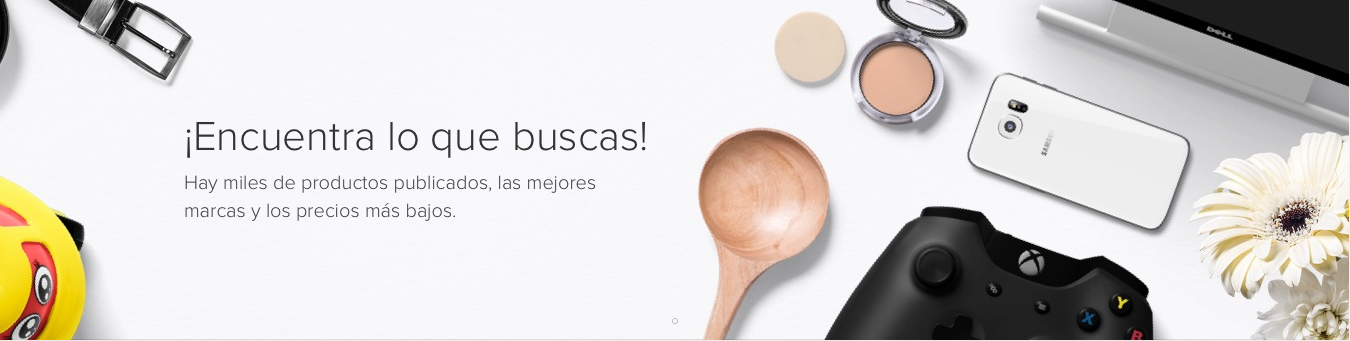 ¡Encuentra lo que buscas!
Hay miles de productos publicados, las mejores
marcas y los precios más bajos.
DELL
SAMSUNG
Y
X
B